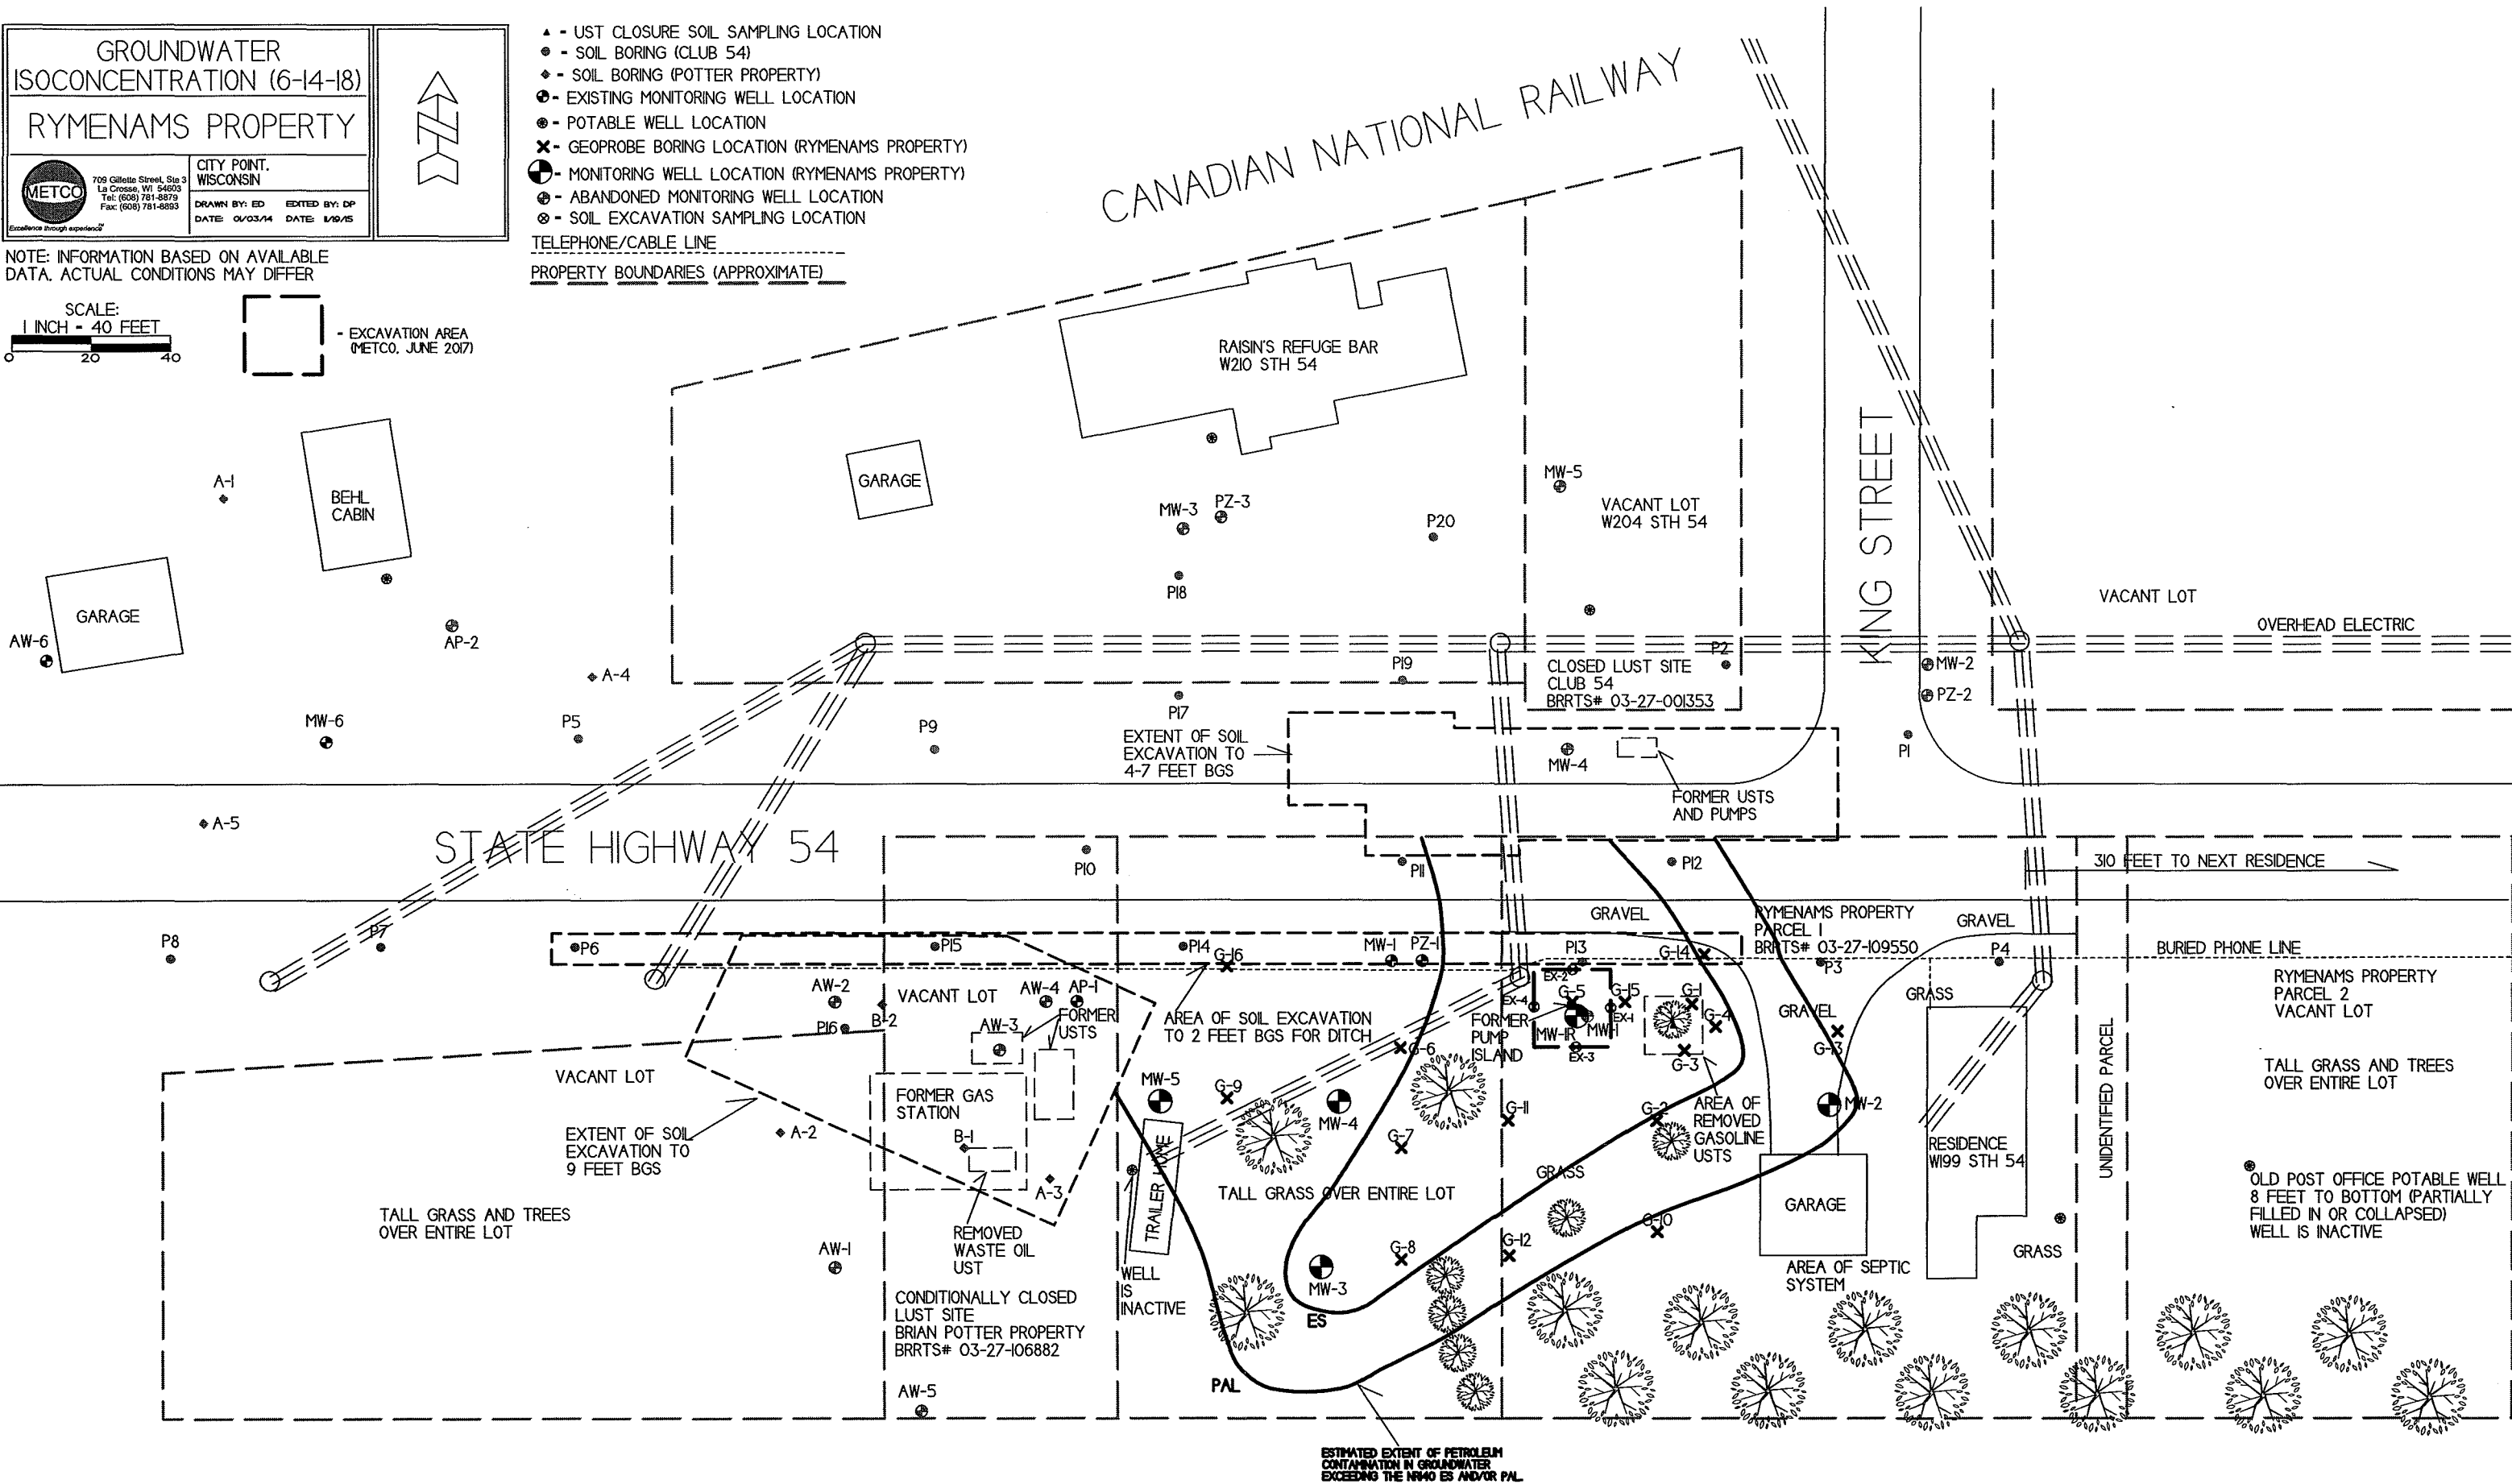 GROUNDWATER
ISOCONCENTRATION (6-14-18)
RYMENAMS PROPERTY
METCO
Excellence through experience
709 Gillette Street, Ste 3
La Crosse, WI 54603
Tel: (608) 781-8879
Fax: (608) 781-8893
CITY POINT,
WISCONSIN
DRAWN BY: ED
EDITED BY: DP
DATE: 01/03/14
DATE: 11/19/15
N
NOTE: INFORMATION BASED ON AVAILABLE
DATA. ACTUAL CONDITIONS MAY DIFFER
SCALE:
1 INCH = 40 FEET
0 20 40
- EXCAVATION AREA
(METCO, JUNE 2017)
- UST CLOSURE SOIL SAMPLING LOCATION
- SOIL BORING (CLUB 54)
- SOIL BORING (POTTER PROPERTY)
- EXISTING MONITORING WELL LOCATION
- POTABLE WELL LOCATION
- GEOPROBE BORING LOCATION (RYMENAMS PROPERTY)
- MONITORING WELL LOCATION (RYMENAMS PROPERTY)
- ABANDONED MONITORING WELL LOCATION
- SOIL EXCAVATION SAMPLING LOCATION
TELEPHONE/CABLE LINE
PROPERTY BOUNDARIES (APPROXIMATE)
CANADIAN NATIONAL RAILWAY
RAISIN'S REFUGE BAR
W210 STH 54
GARAGE
A-1
BEHL
CABIN
GARAGE
AW-6
AP-2
MW-3
PZ-3
P18
P20
MW-5
VACANT LOT
W204 STH 54
KING STREET
VACANT LOT
OVERHEAD ELECTRIC
A-4
MW-6
P5
P9
P17
P19
P2
CLOSED LUST SITE
CLUB 54
BRRTS# 03-27-001353
MW-2
PZ-2
P1
EXTENT OF SOIL
EXCAVATION TO
4-7 FEET BGS
MW-4
FORMER USTS
AND PUMPS
A-5
STATE HIGHWAY 54
P10
P11
P12
310 FEET TO NEXT RESIDENCE
GRAVEL
RYMENAMS PROPERTY
PARCEL 1
BRRTS# 03-27-109550
GRAVEL
P8
P7
P6
P15
P14
G-16
MW-1
PZ-1
P13
G-14
P3
P4
BURIED PHONE LINE
RYMENAMS PROPERTY
PARCEL 2
VACANT LOT
AW-2
P16
B-2
VACANT LOT
AW-4
AP-1
AW-3
FORMER
USTS
AREA OF SOIL EXCAVATION
TO 2 FEET BGS FOR DITCH
EX-2
EX-4
G-5
G-15
EX-1
MW-1R
MW-1
EX-3
FORMER
PUMP
ISLAND
G-1
G-4
G-3
GRAVEL
G-13
GRASS
G-6
VACANT LOT
FORMER GAS
STATION
MW-5
G-9
MW-4
G-7
G-11
G-2
AREA OF
REMOVED
GASOLINE
USTS
MW-2
UNIDENTIFIED PARCEL
TALL GRASS AND TREES
OVER ENTIRE LOT
EXTENT OF SOIL
EXCAVATION TO
9 FEET BGS
A-2
B-1
A-3
TRAILER HOME
TALL GRASS OVER ENTIRE LOT
GRASS
RESIDENCE
W199 STH 54
OLD POST OFFICE POTABLE WELL
8 FEET TO BOTTOM (PARTIALLY
FILLED IN OR COLLAPSED)
WELL IS INACTIVE
GARAGE
TALL GRASS AND TREES
OVER ENTIRE LOT
REMOVED
WASTE OIL
UST
AW-1
WELL
IS
INACTIVE
G-8
G-12
G-10
GRASS
AREA OF SEPTIC
SYSTEM
MW-3
ES
CONDITIONALLY CLOSED
LUST SITE
BRIAN POTTER PROPERTY
BRRTS# 03-27-106882
PAL
AW-5
ESTIMATED EXTENT OF PETROLEUM
CONTAMINATION IN GROUNDWATER
EXCEEDING THE NR140 ES AND/OR PAL.